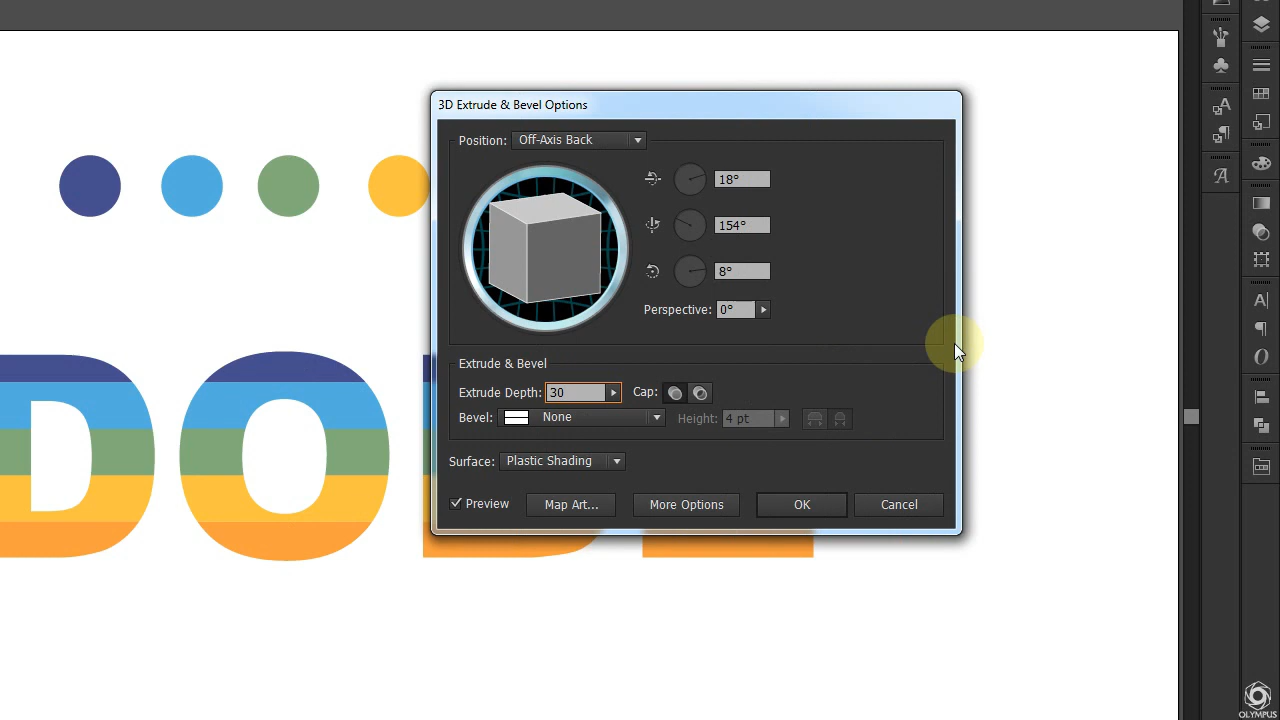 3D Extrude & Bevel Options
Position: Off-Axis Back
18°
154°
8°
Perspective: 0°
Extrude & Bevel
Extrude Depth: 30 Cap:
Bevel: None Height: 4 pt
Surface: Plastic Shading
Preview Map Art... More Options OK Cancel
DO
OLYMPUS